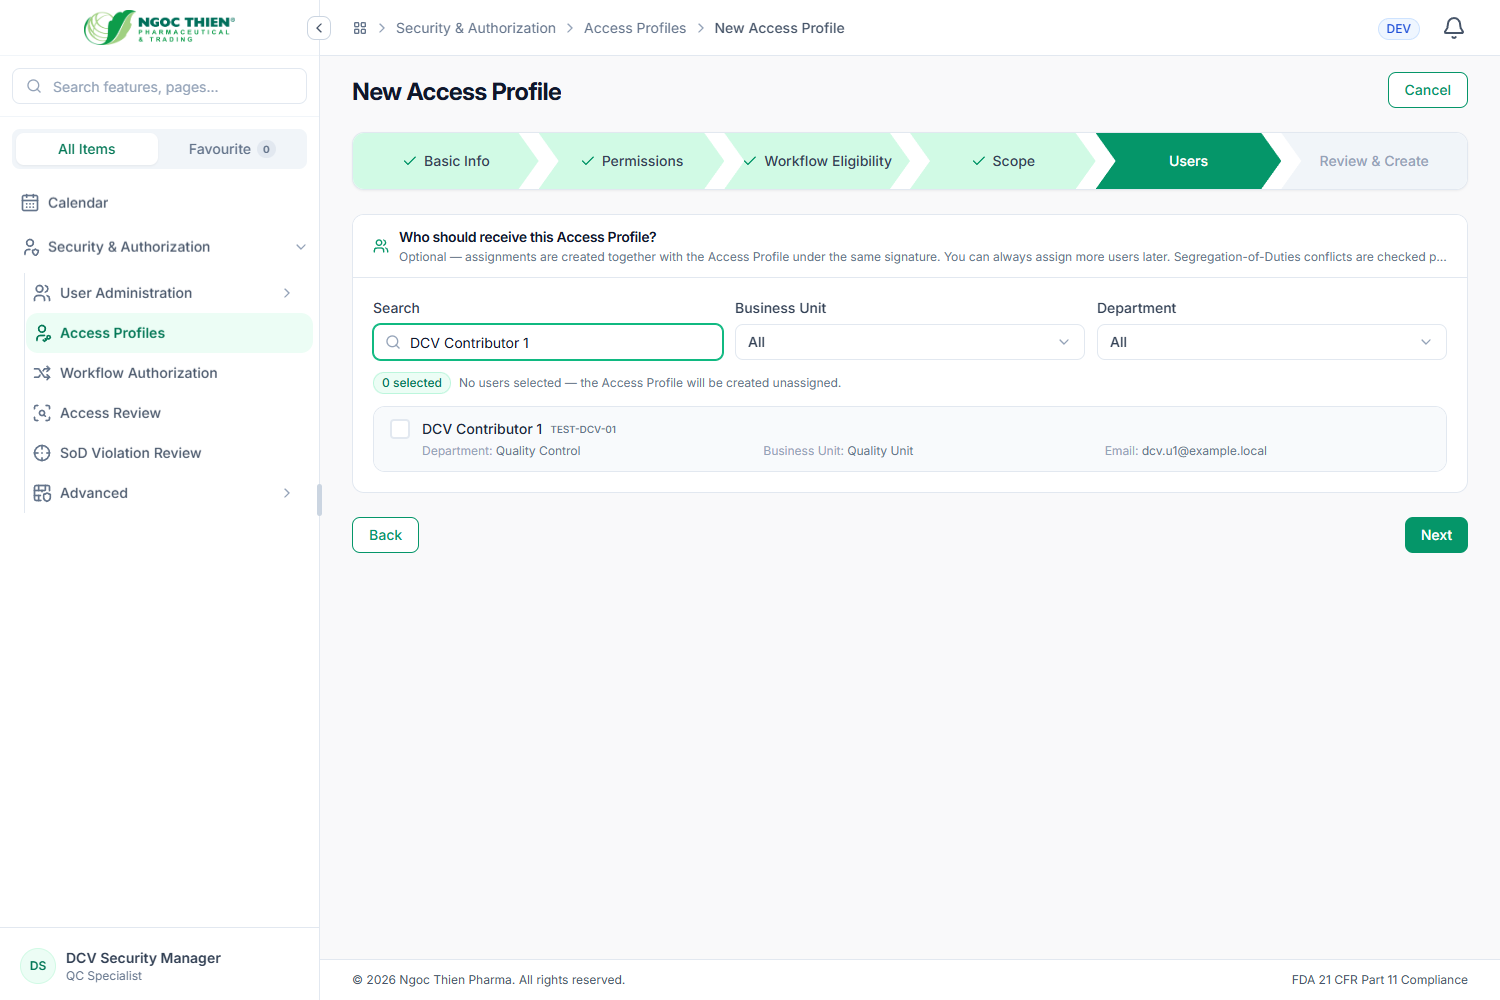 NGOC THIEN®
PHARMACEUTICAL
& TRADING
Security & Authorization
Access Profiles
New Access Profile
DEV
Search features, pages...
All Items
Favourite 0
Calendar
Security & Authorization
User Administration
Access Profiles
Workflow Authorization
Access Review
SoD Violation Review
Advanced
DS
DCV Security Manager
QC Specialist
New Access Profile
Cancel
Basic Info
Permissions
Workflow Eligibility
Scope
Users
Review & Create
Who should receive this Access Profile?
Optional — assignments are created together with the Access Profile under the same signature. You can always assign more users later. Segregation-of-Duties conflicts are checked p...
Search
Business Unit
Department
DCV Contributor 1
All
All
0 selected No users selected — the Access Profile will be created unassigned.
DCV Contributor 1 TEST-DCV-01
Department: Quality Control
Business Unit: Quality Unit
Email: dcv.u1@example.local
Back
Next
© 2026 Ngoc Thien Pharma. All rights reserved.
FDA 21 CFR Part 11 Compliance